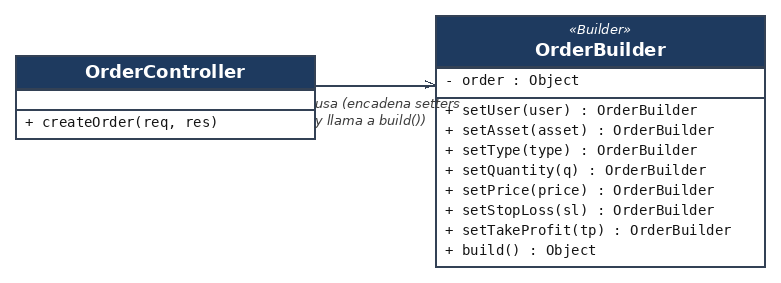 OrderController
+ createOrder(req, res)
usa (encadena setters
y llama a build())
«Builder»
OrderBuilder
- order : Object
+ setUser(user) : OrderBuilder
+ setAsset(asset) : OrderBuilder
+ setType(type) : OrderBuilder
+ setQuantity(q) : OrderBuilder
+ setPrice(price) : OrderBuilder
+ setStopLoss(sl) : OrderBuilder
+ setTakeProfit(tp) : OrderBuilder
+ build() : Object